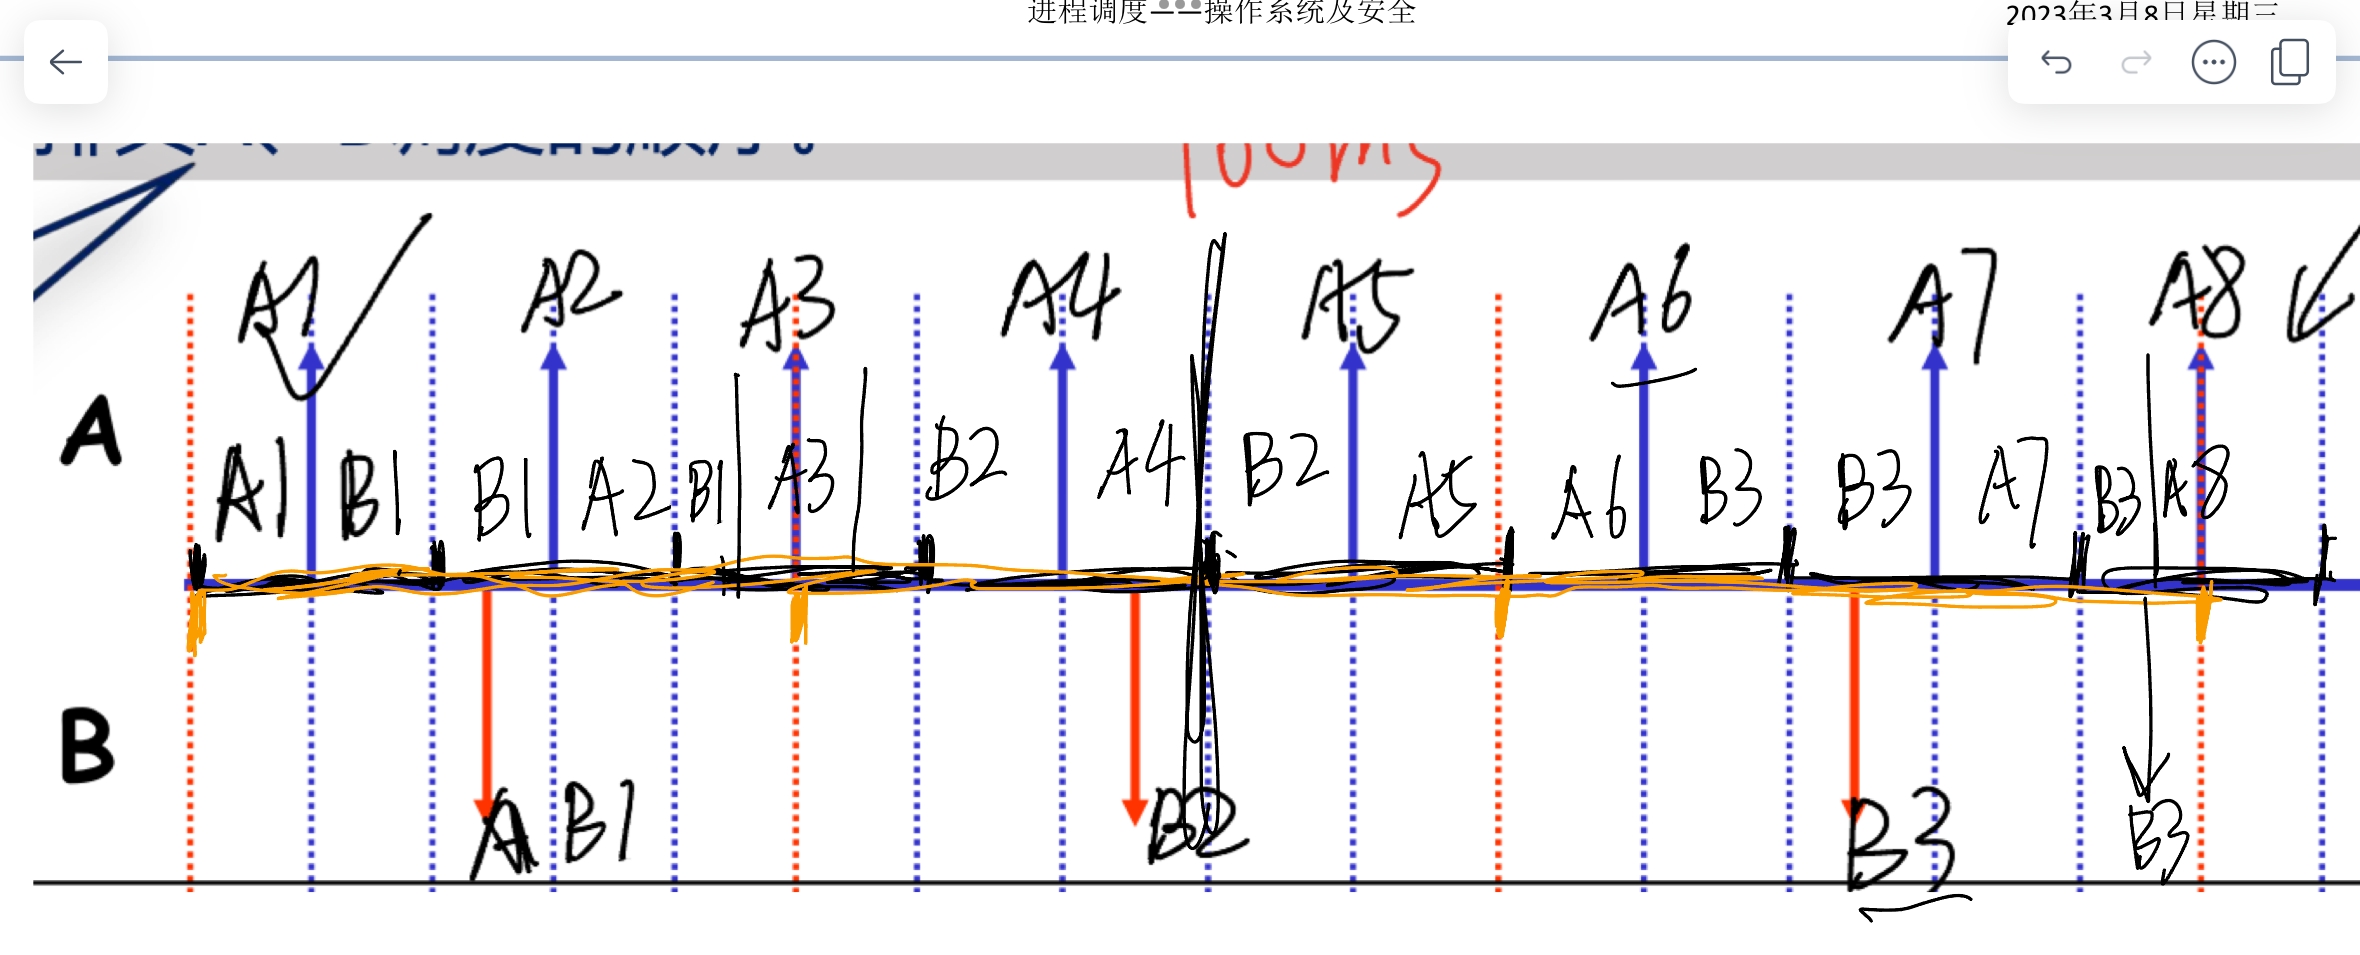 进程调度——操作系统及安全
2023年3月8日星期三
100ms
A1 A2 A3 A4 A5 A6 A7 A8
A
A1 B1 B1 A2 B1 A3 B2 A4 B2 A5 A6 B3 B3 A7 B3 A8
B
A B1 B2 B3 B3